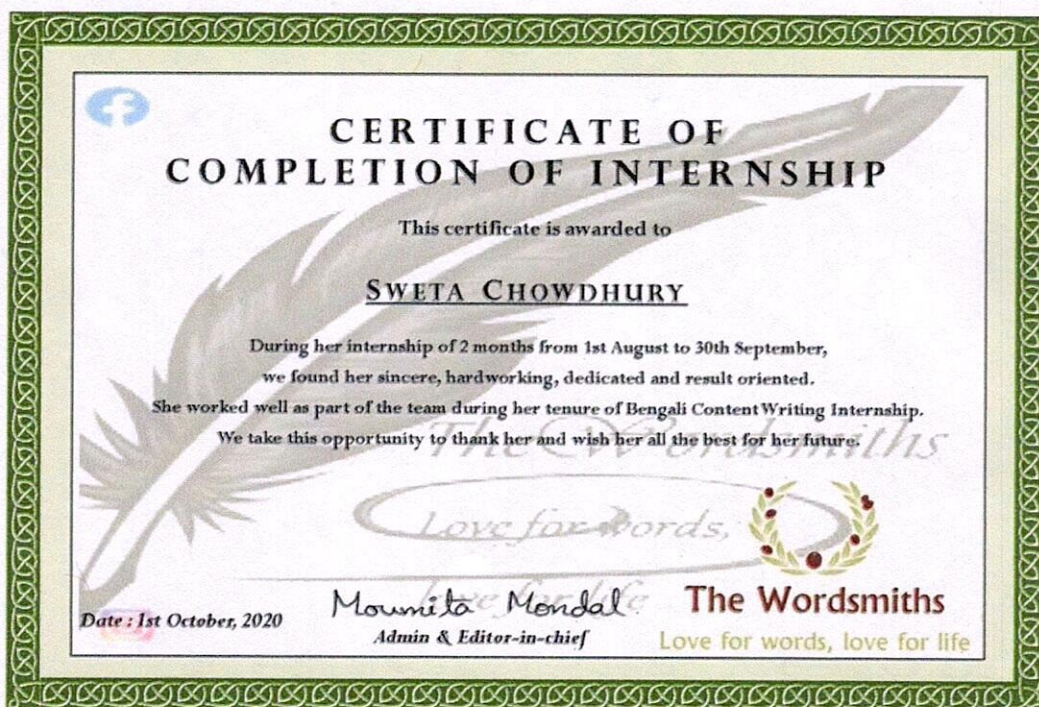 CERTIFICATE OF
COMPLETION OF INTERNSHIP
This certificate is awarded to
SWETA CHOWDHURY
During her internship of 2 months from 1st August to 30th September,
we found her sincere, hardworking, dedicated and result oriented.
She worked well as part of the team during her tenure of Bengali Content Writing Internship.
We take this opportunity to thank her and wish her all the best for her future.
The Wordsmiths
Love for words,
love for life
Date : 1st October, 2020
Moumita Mondal
Admin & Editor-in-chief
The Wordsmiths
Love for words, love for life